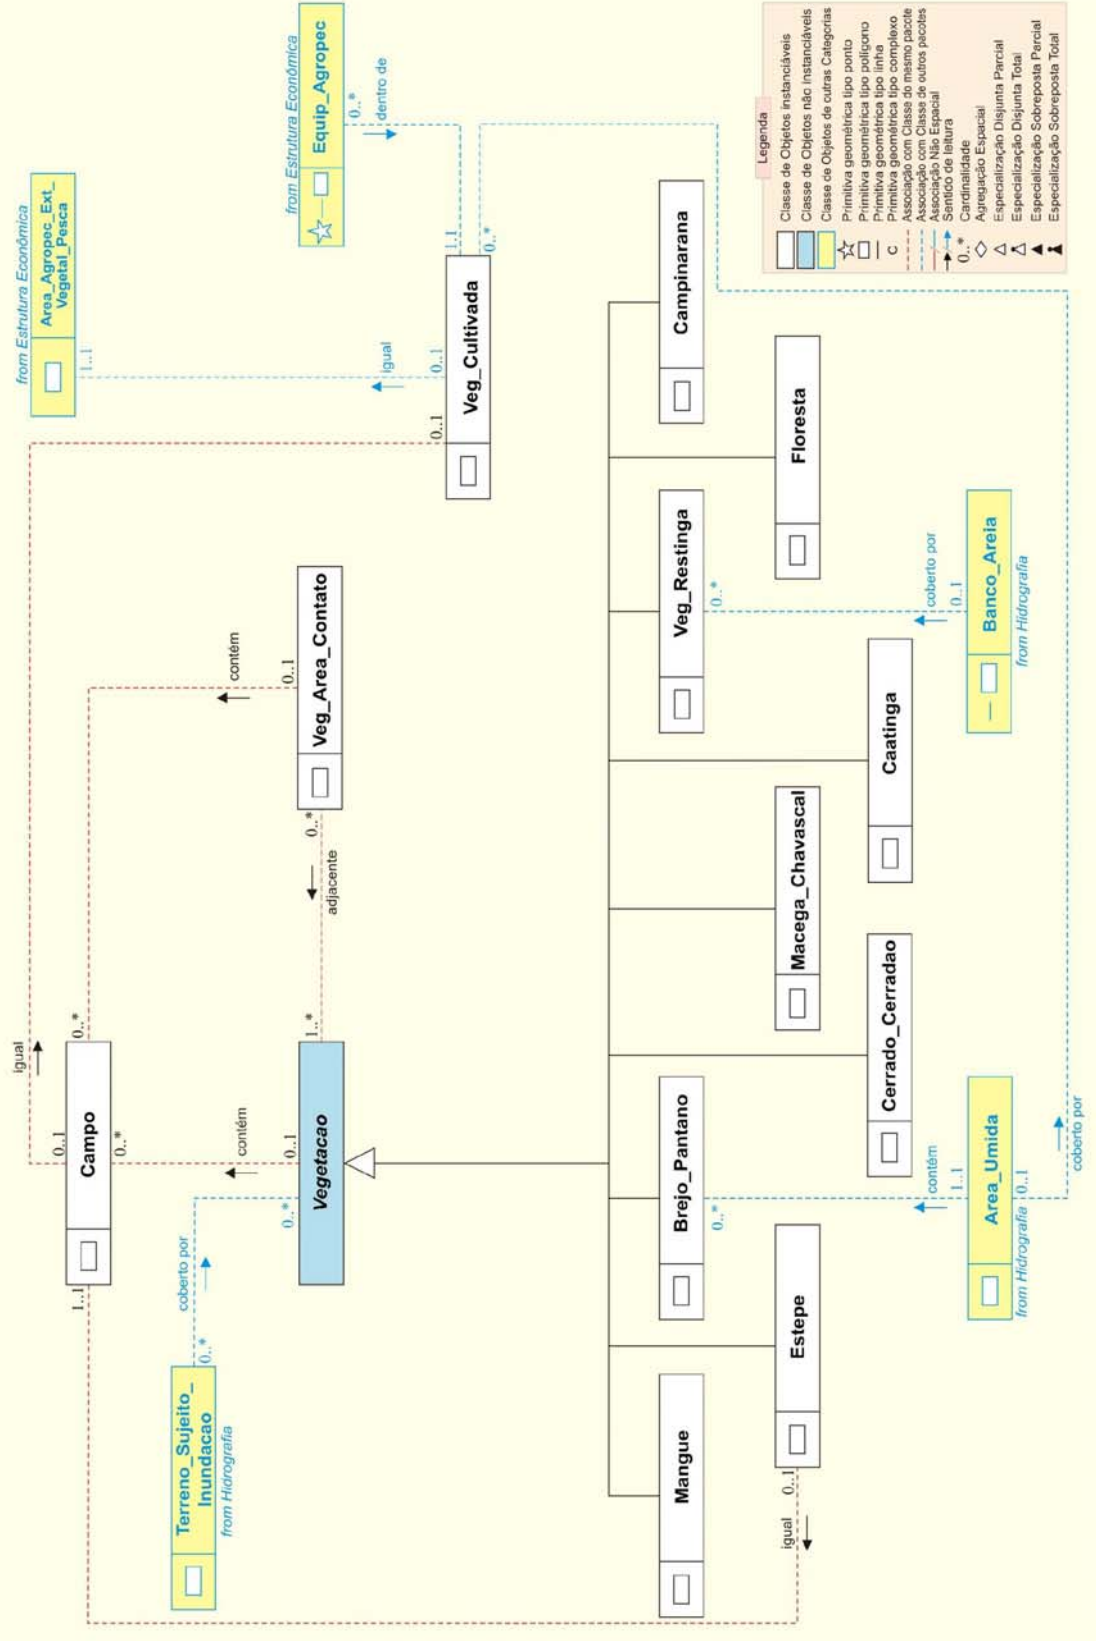 from Estrutura Econômica
Area_Agropec_Ext_
Vegetal_Pesca
1..1
from Estrutura Econômica
Equip_Agropec
0..*
dentro de
igual
0..1
0..1
1..1
0..*
Veg_Cultivada
igual
0..1
1..1
Campo
0..*
0..*
contém
contém
0..1
0..1
Veg_Area_Contato
0..*
adjacente
1..*
Vegetacao
0..*
coberto por
0..*
Terreno_Sujeito_
Inundacao
from Hidrografia
Mangue
Brejo_Pantano
Veg_Restinga
Campinarana
0..*
0..*
Estepe
Macega_Chavascal
Floresta
0..1
igual
Cerrado_Cerradao
Caatinga
contém
1..1
Area_Umida
0..1
from Hidrografia
coberto por
coberto por
0..1
Banco_Areia
from Hidrografia
Legenda
Classe de Objetos instanciáveis
Classe de Objetos não instanciáveis
Classe de Objetos de outras Categorias
Primitiva geométrica tipo ponto
Primitiva geométrica tipo polígono
Primitiva geométrica tipo linha
C Primitiva geométrica tipo complexo
Associação com Classe do mesmo pacote
Associação com Classe de outros pacotes
Associação Não Espacial
Sentido de leitura
0..* Cardinalidade
Agregação Espacial
Especialização Disjunta Parcial
Especialização Disjunta Total
Especialização Sobreposta Parcial
Especialização Sobreposta Total